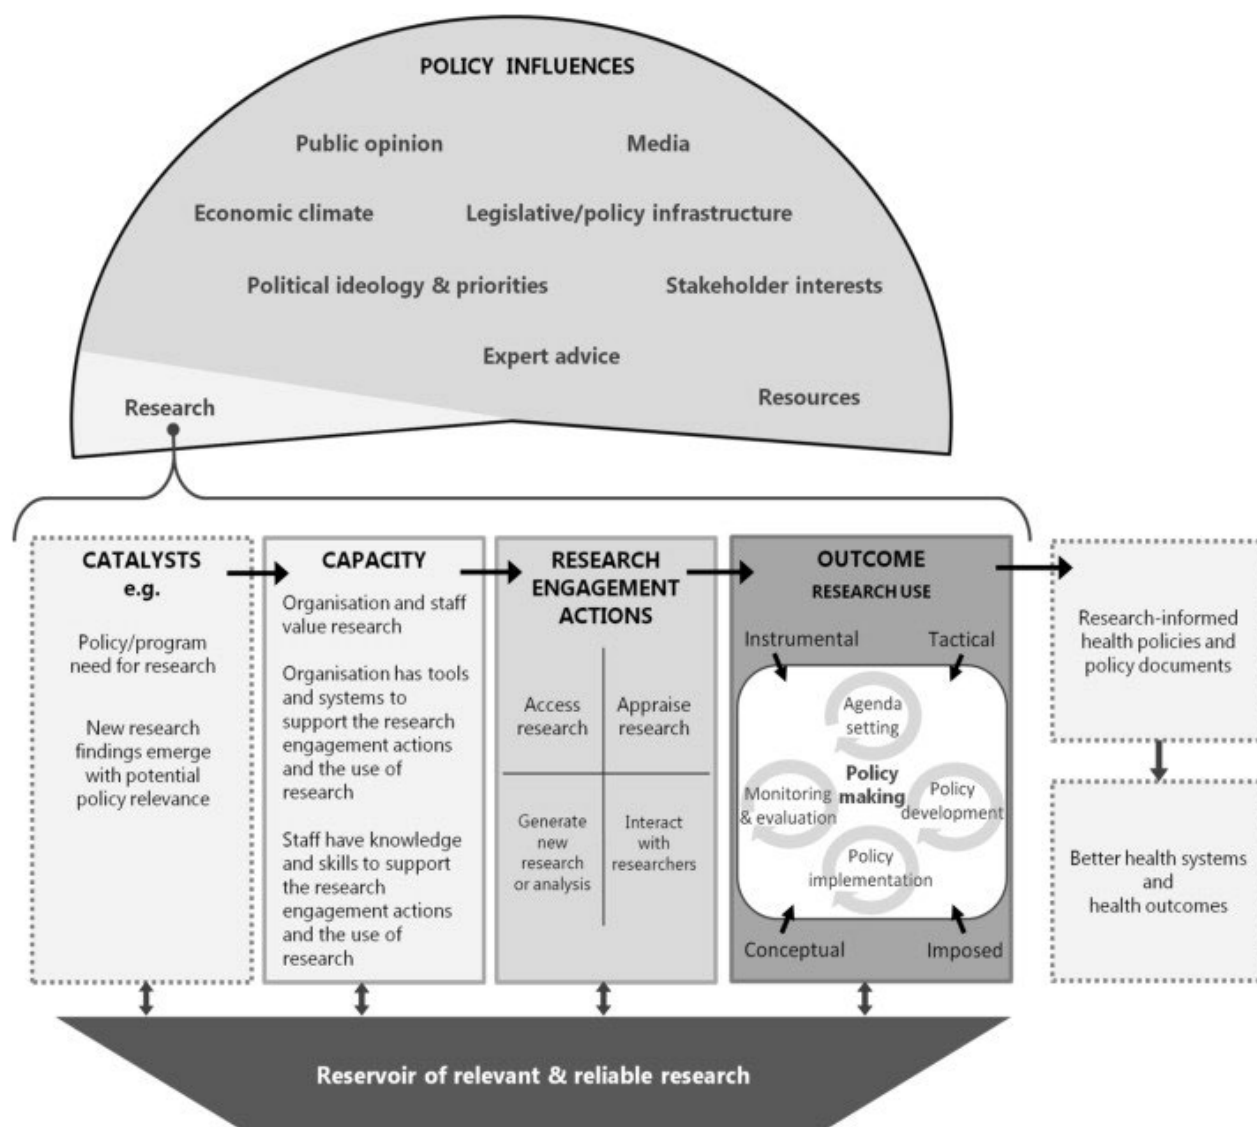 POLICY INFLUENCES
Public opinion
Media
Economic climate
Legislative/policy infrastructure
Political ideology & priorities
Stakeholder interests
Expert advice
Resources
Research
CATALYSTS
e.g.
Policy/program
need for research
New research
findings emerge
with potential
policy relevance
CAPACITY
Organisation and staff
value research
Organisation has tools
and systems to
support the research
engagement actions
and the use of
research
Staff have knowledge
and skills to support
the research
engagement actions
and the use of
research
RESEARCH
ENGAGEMENT
ACTIONS
Access
research
Appraise
research
Generate
new
research
or analysis
Interact
with
researchers
OUTCOME
RESEARCH USE
Instrumental
Tactical
Agenda
setting
Policy
making
Monitoring
& evaluation
Policy
development
Policy
implementation
Conceptual
Imposed
Research-informed
health policies and
policy documents
Better health systems
and
health outcomes
Reservoir of relevant & reliable research